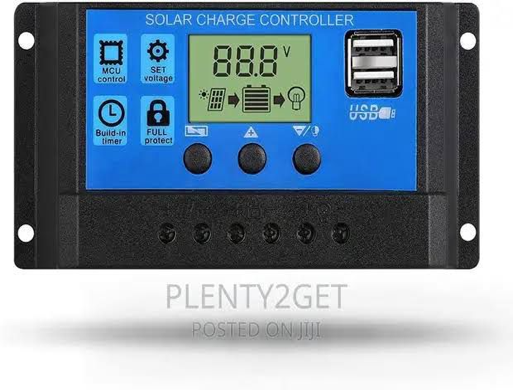 SOLAR CHARGE CONTROLLER
MCU
control
SET
voltage
88.8 V
Build-in
timer
FULL
protect
USB
PLENTY2GET
POSTED ON JIJI